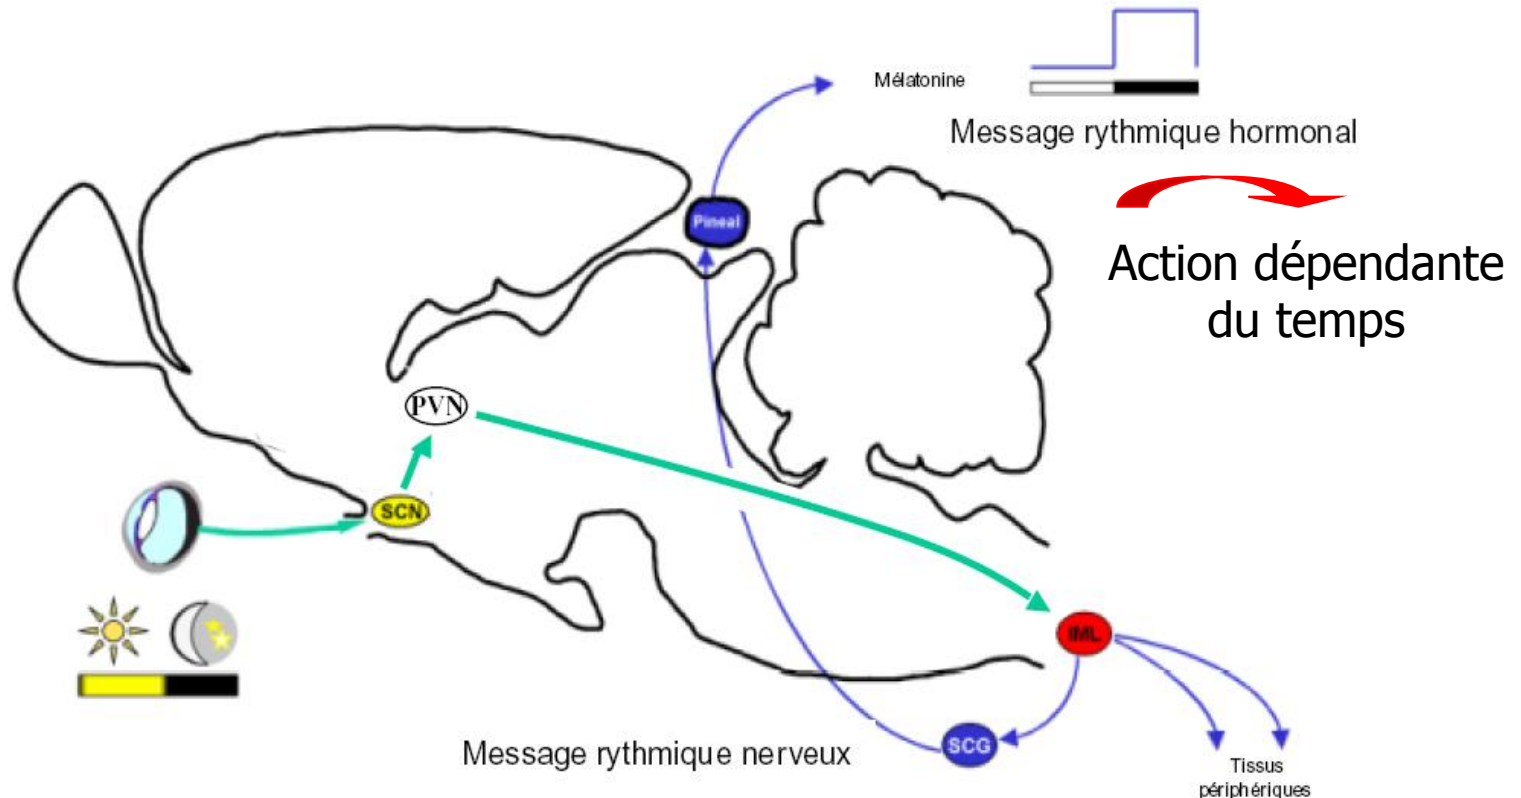 Mélatonine
Message rythmique hormonal
Pineal
Action dépendante
du temps
PVN
SCN
IML
SCG
Message rythmique nerveux
Tissus
périphériques